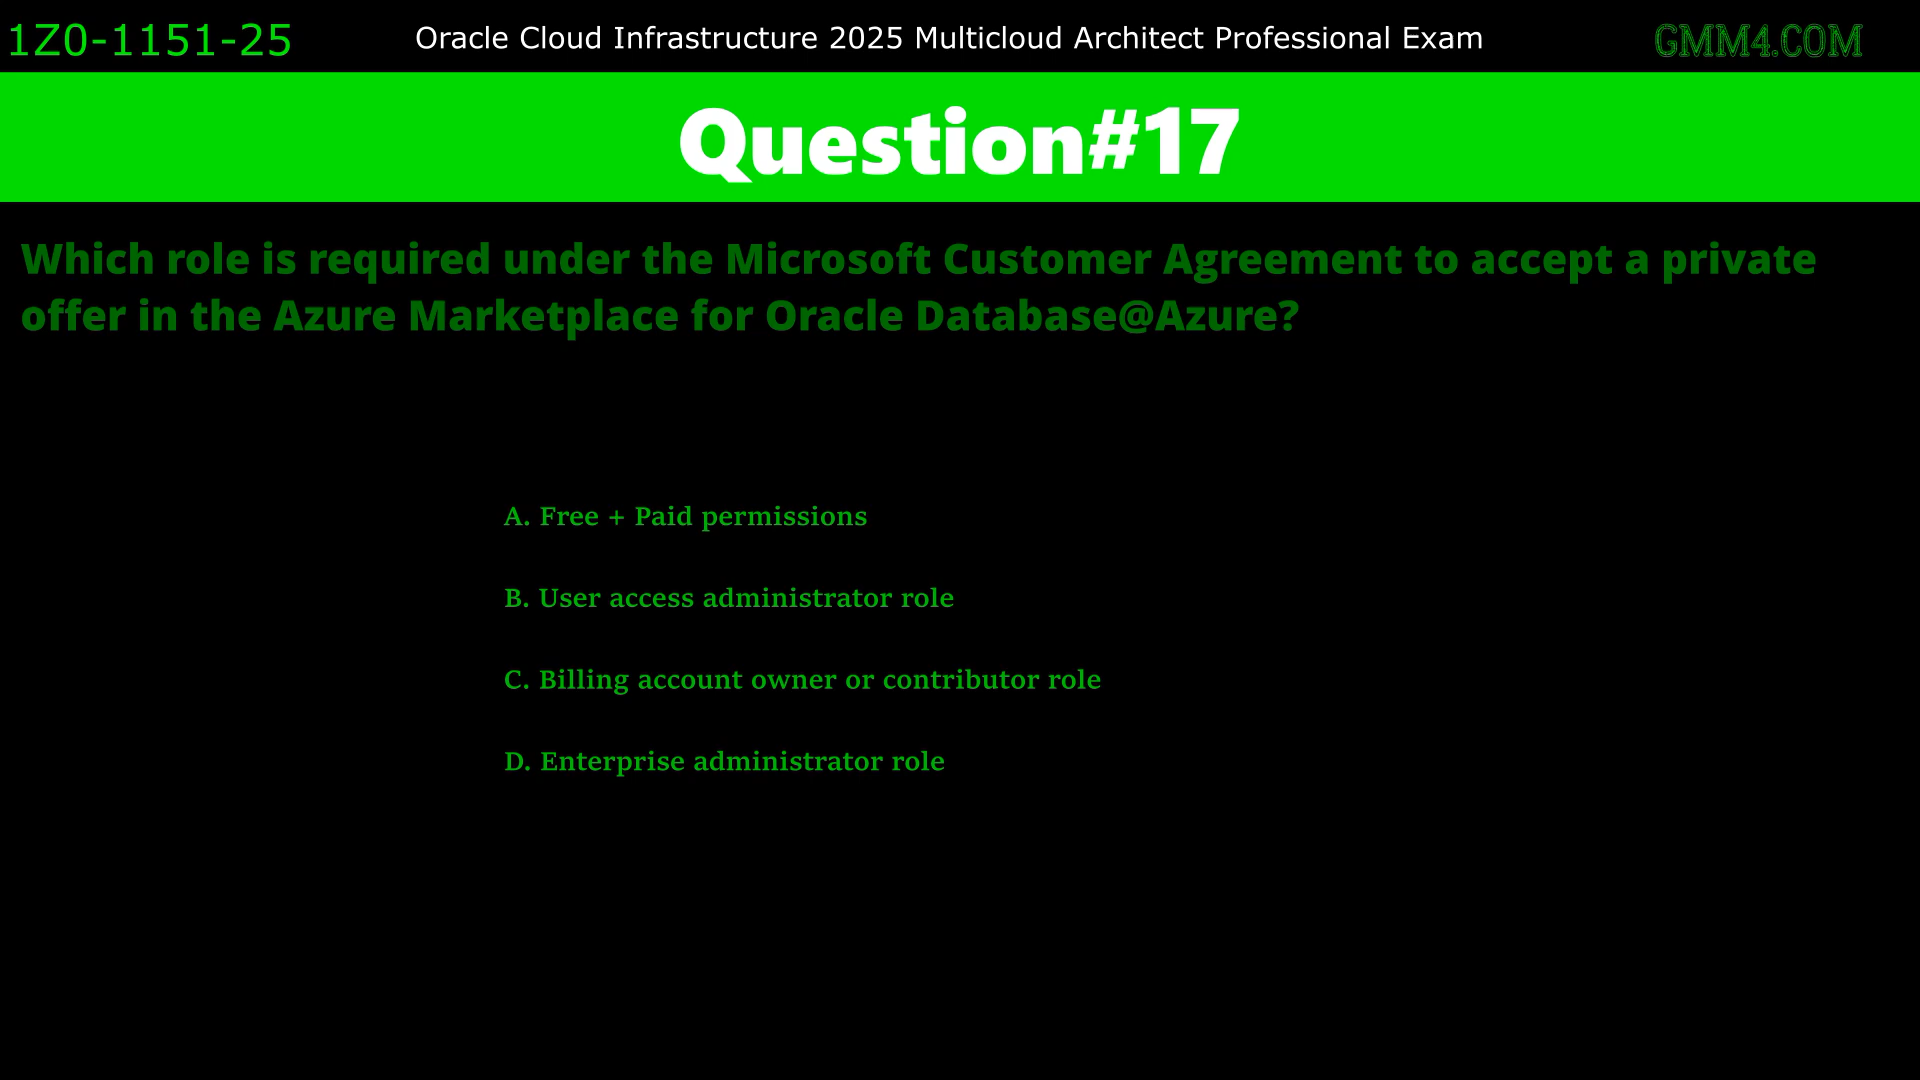 1Z0-1151-25
Oracle Cloud Infrastructure 2025 Multicloud Architect Professional Exam
GMM4.COM
Question#17
Which role is required under the Microsoft Customer Agreement to accept a private
offer in the Azure Marketplace for Oracle Database@Azure?
A. Free + Paid permissions
B. User access administrator role
C. Billing account owner or contributor role
D. Enterprise administrator role